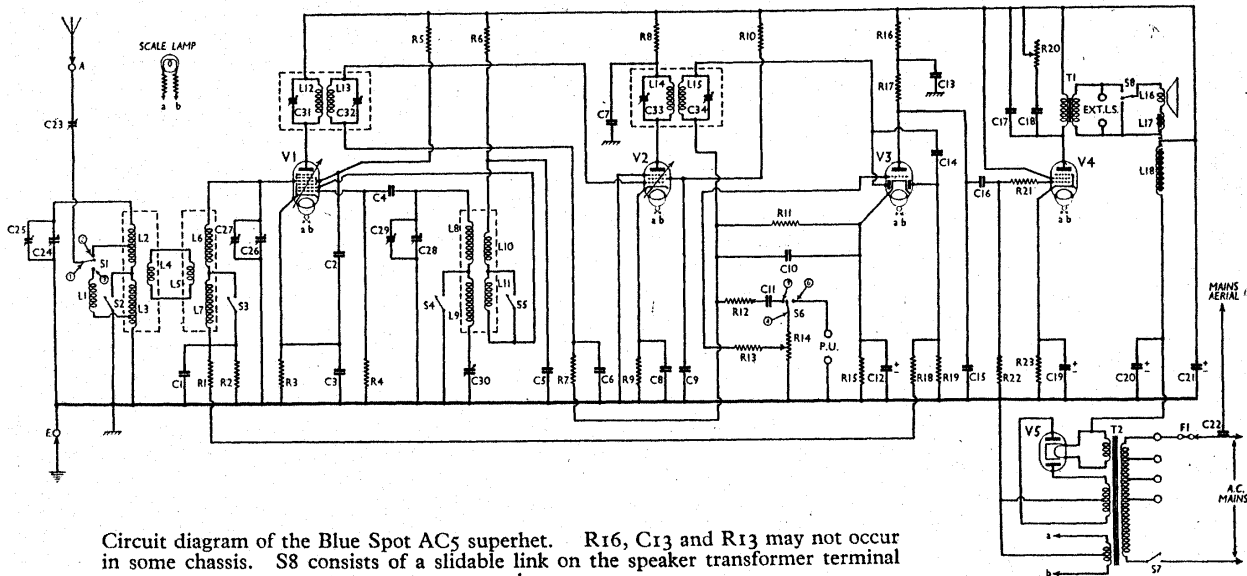 SCALE LAMP
a b
A
C23
R5
R6
R8
R10
R16
R20
L12
L13
C31
C32
L14
L15
C33
C34
C7
R17
C13
C17
C18
T1
EXT.L.S.
S8
L16
L17
L18
V1
V2
V3
V4
a b
a b
a b
a b
C14
C16
R21
C25
C24
S1
L1
S2
L2
L3
L4
L5
C27
C26
L6
L7
S3
C4
C2
C29
C28
L8
L10
L9
L11
S4
S5
R11
C10
C11
R12
S6
R14
R13
P.U.
MAINS
AERIAL
C1
R1
R2
R3
C3
R4
C30
C5
R7
C6
R9
C8
C9
R15
C12
+
R18
R19
C15
R22
R23
C19
+
C20
+
−
C21
+
−
E
V5
T2
F1
C22
A.C.
MAINS
a
b
S7
Circuit diagram of the Blue Spot AC5 superhet. R16, C13 and R13 may not occur
in some chassis. S8 consists of a slidable link on the speaker transformer terminal